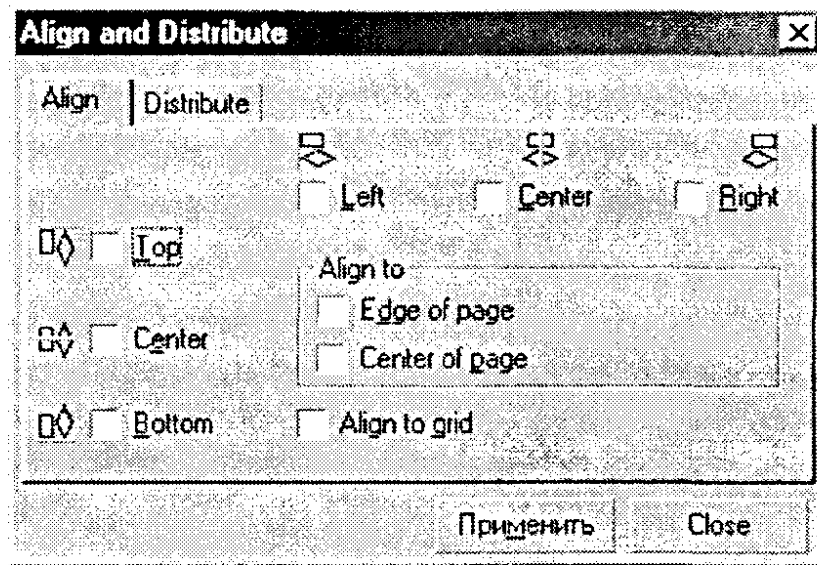 Align and Distribute
Align Distribute
Left Center Right
Top
Align to
Edge of page
Center Center of page
Bottom Align to grid
Применить Close